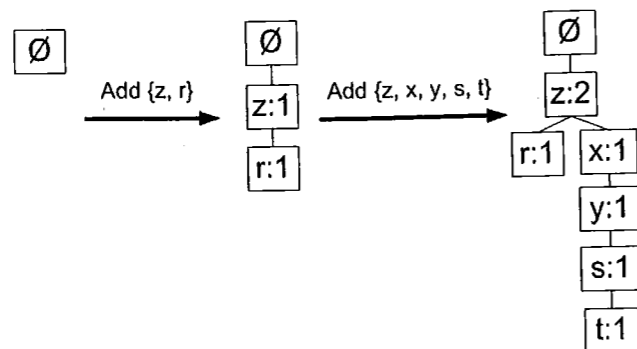 Ø
Add {z, r}
Ø
z:1
r:1
Add {z, x, y, s, t}
Ø
z:2
r:1
x:1
y:1
s:1
t:1